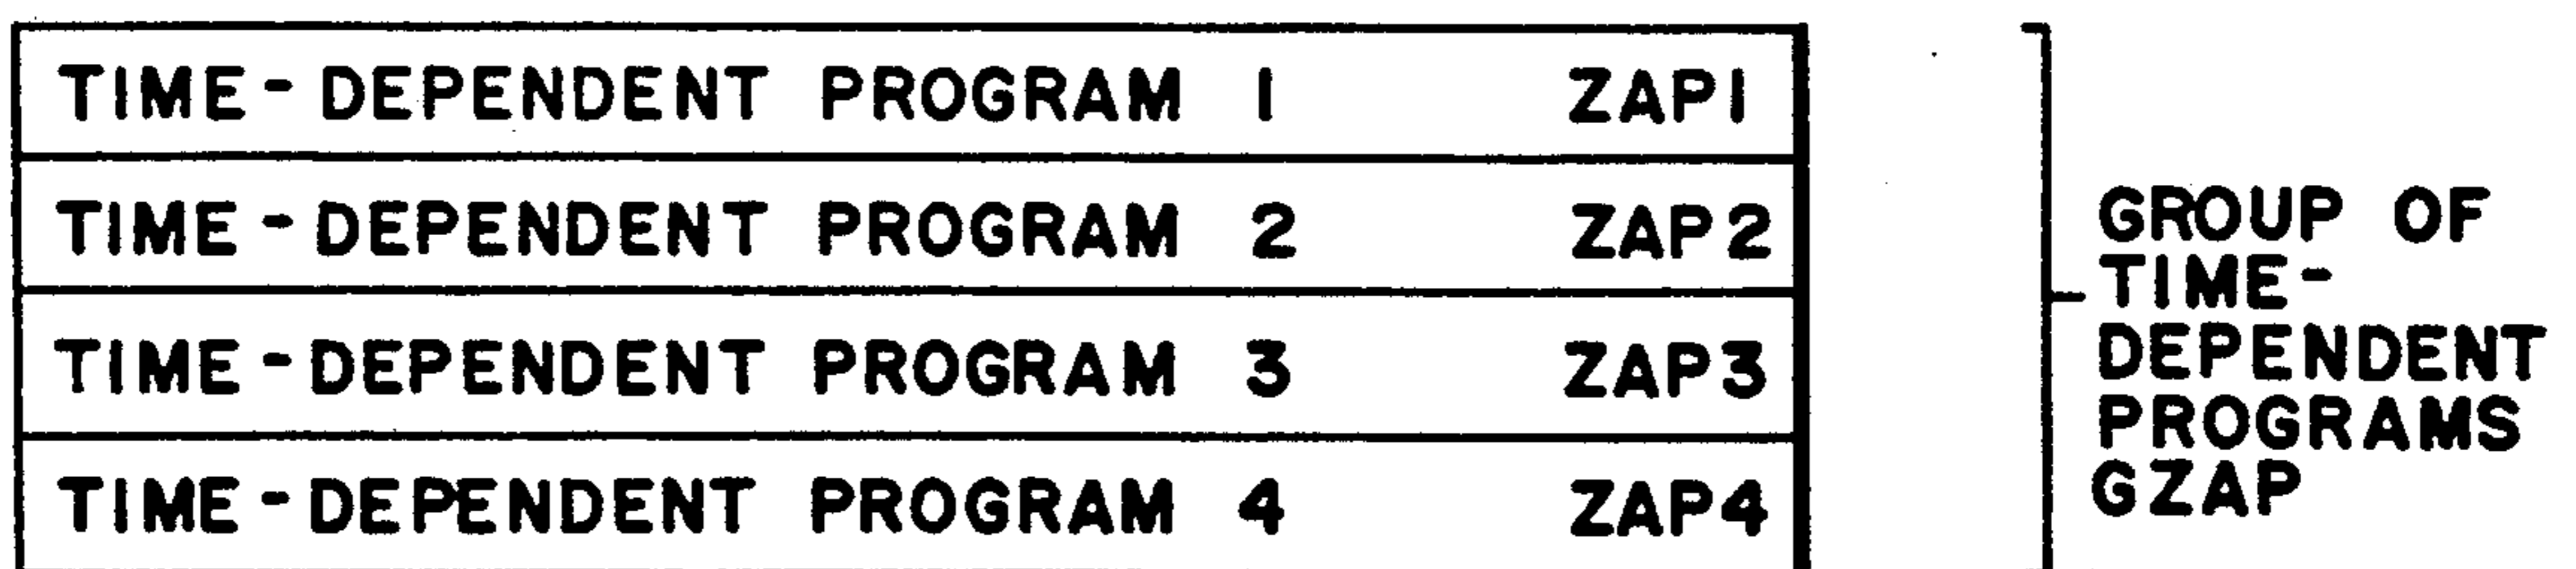 TIME-DEPENDENT PROGRAM 1 ZAP1
TIME-DEPENDENT PROGRAM 2 ZAP2
TIME-DEPENDENT PROGRAM 3 ZAP3
TIME-DEPENDENT PROGRAM 4 ZAP4
GROUP OF
TIME-
DEPENDENT
PROGRAMS
GZAP